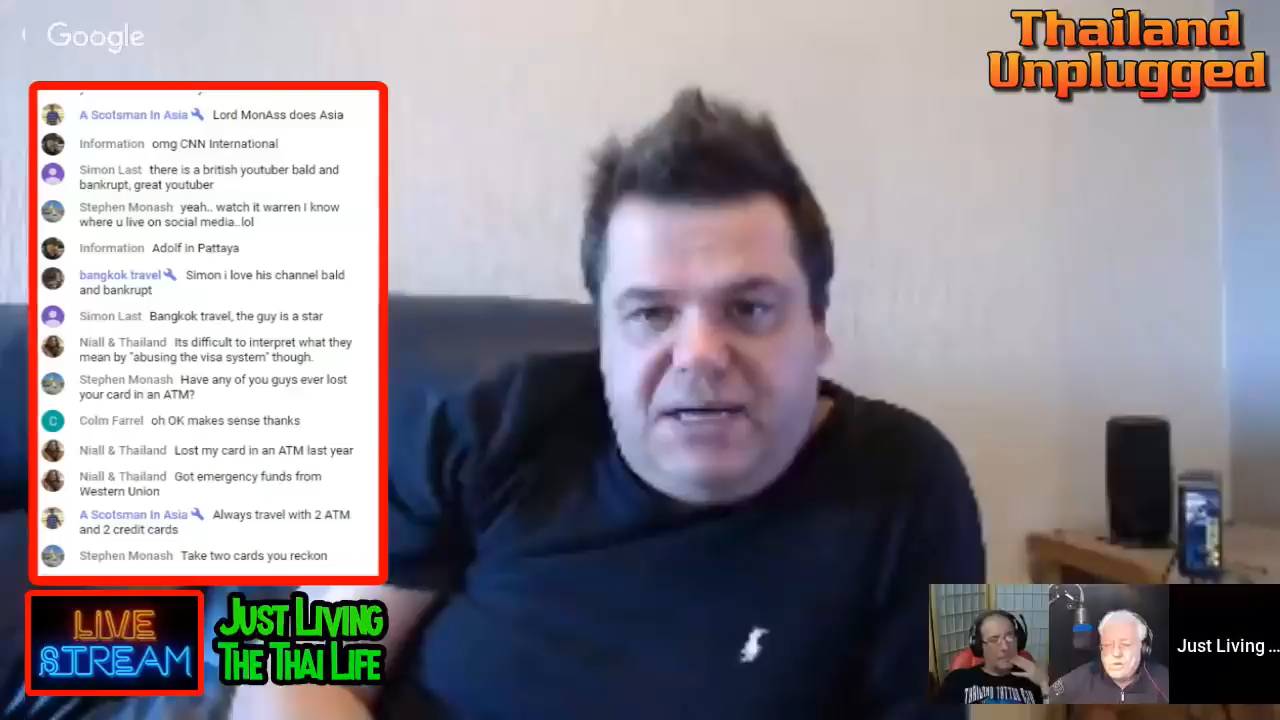 Google
Thailand
Unplugged
A Scotsman In Asia Lord MonAss does Asia
Information omg CNN International
Simon Last there is a british youtuber bald and
bankrupt, great youtuber
Stephen Monash yeah.. watch it warren I know
where u live on social media..lol
Information Adolf in Pattaya
bangkok travel Simon i love his channel bald
and bankrupt
Simon Last Bangkok travel, the guy is a star
Niall & Thailand Its difficult to interpret what they
mean by "abusing the visa system" though.
Stephen Monash Have any of you guys ever lost
your card in an ATM?
C Colm Farrel oh OK makes sense thanks
Niall & Thailand Lost my card in an ATM last year
Niall & Thailand Got emergency funds from
Western Union
A Scotsman In Asia Always travel with 2 ATM
and 2 credit cards
Stephen Monash Take two cards you reckon
LIVE
STREAM
JUST LIVING
THE THAI LIFE
THAILAND TATTOO
Just Living ...